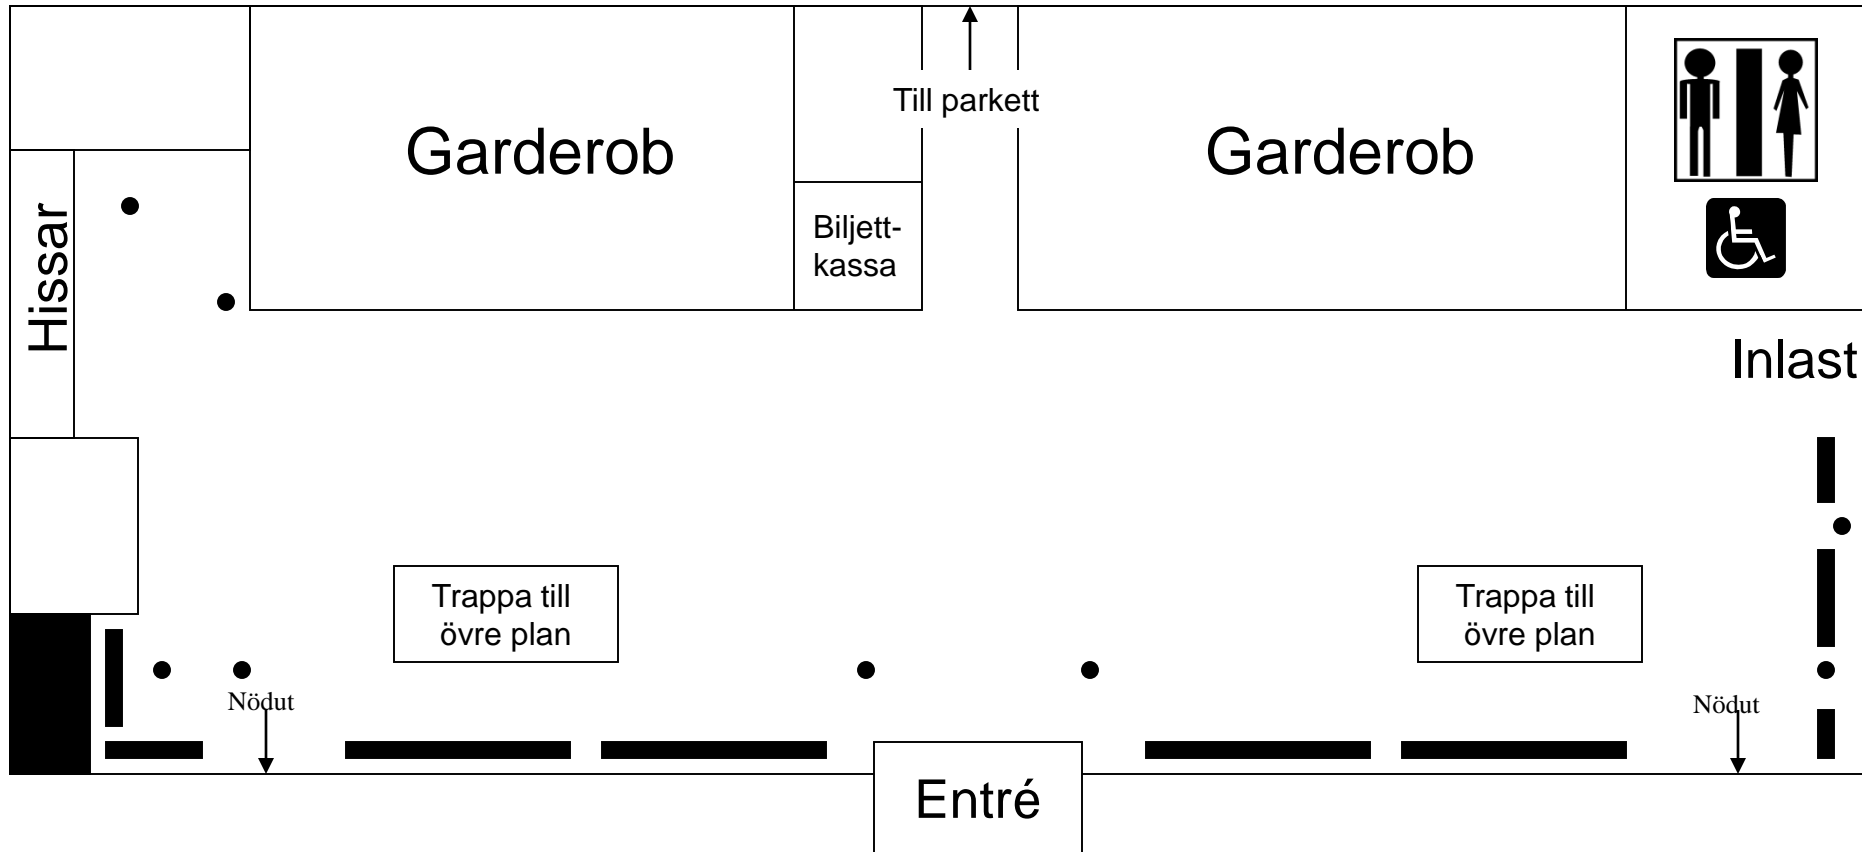 Till parkett
Garderob
Garderob
Biljett-
kassa
Hissar
Inlast
Trappa till
övre plan
Trappa till
övre plan
Nödut
Nödut
Entré